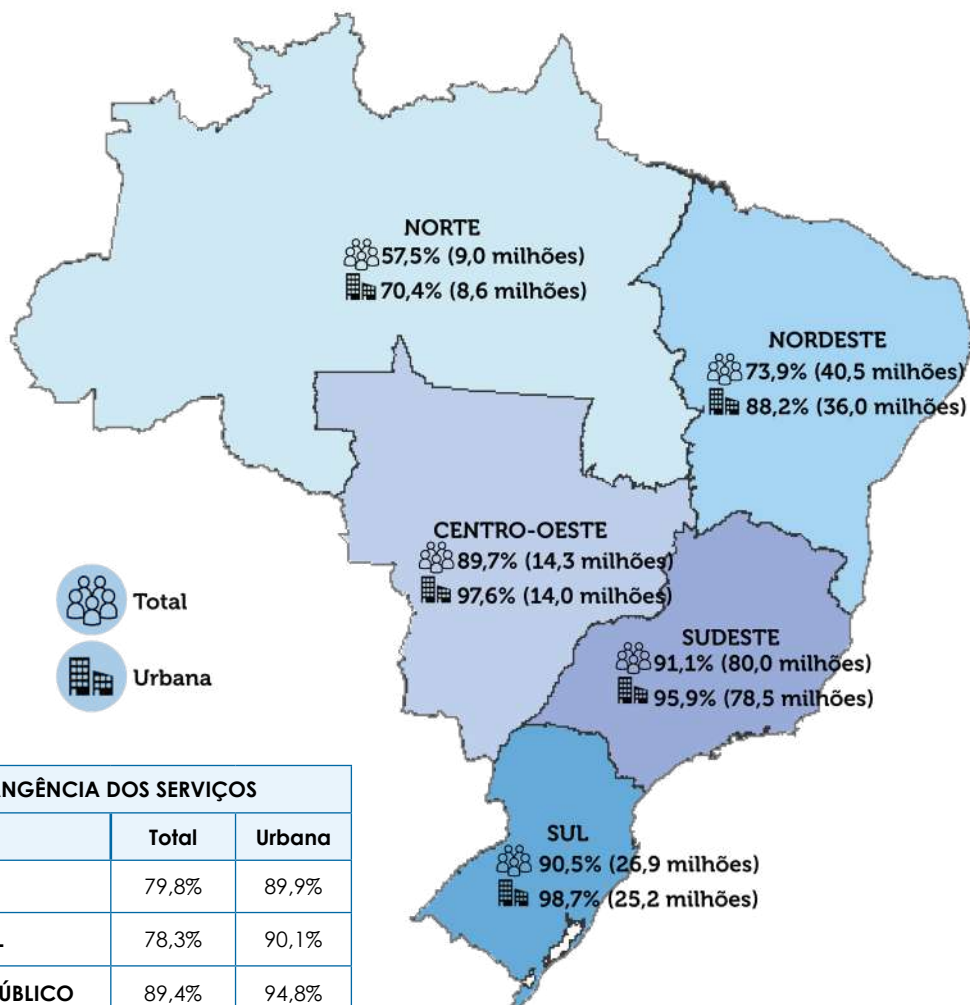 NORTE
57,5% (9,0 milhões)
70,4% (8,6 milhões)
NORDESTE
73,9% (40,5 milhões)
88,2% (36,0 milhões)
CENTRO-OESTE
89,7% (14,3 milhões)
97,6% (14,0 milhões)
Total
Urbana
SUDESTE
91,1% (80,0 milhões)
95,9% (78,5 milhões)
SUL
90,5% (26,9 milhões)
98,7% (25,2 milhões)
DOS SERVIÇOS
Total Urbana
79,8% 89,9%
78,3% 90,1%
89,4% 94,8%